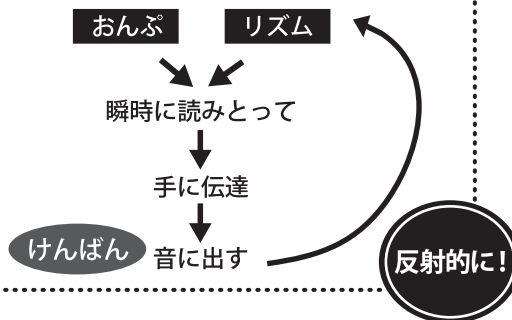 おんぷ
リズム
瞬時に読みとって
手に伝達
けんばん
音に出す
反射的に!